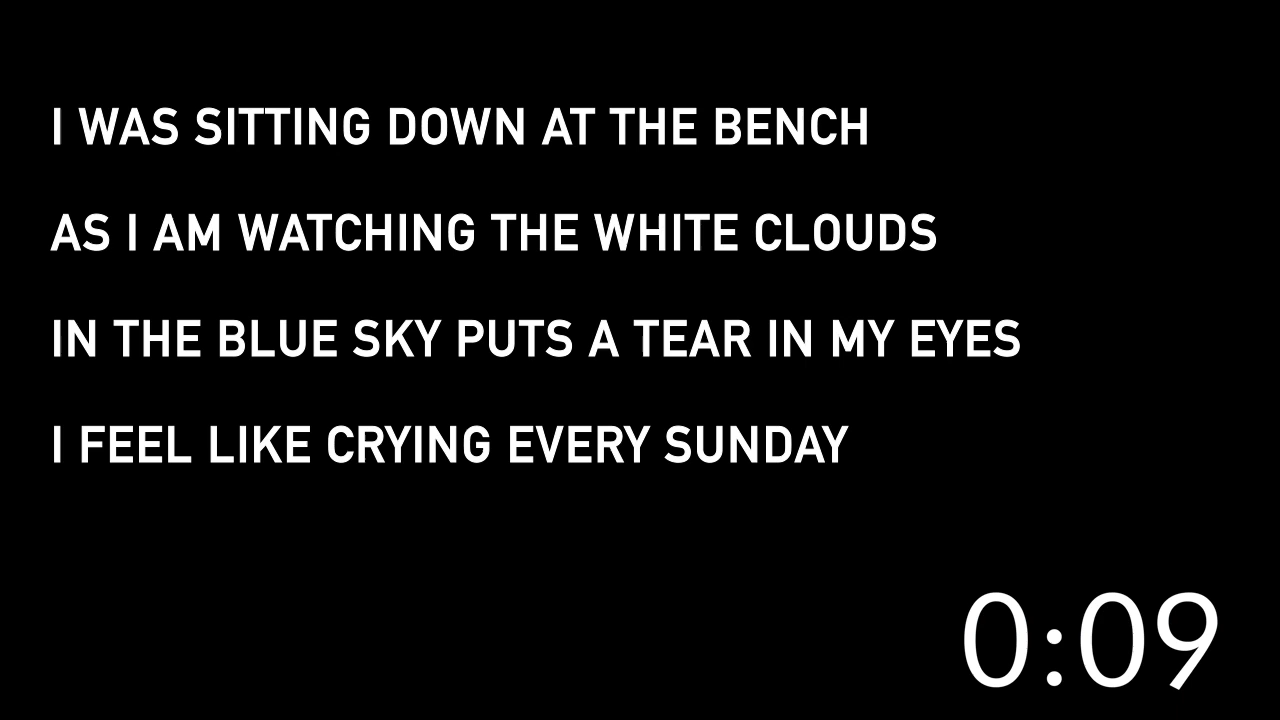 I WAS SITTING DOWN AT THE BENCH
AS I AM WATCHING THE WHITE CLOUDS
IN THE BLUE SKY PUTS A TEAR IN MY EYES
I FEEL LIKE CRYING EVERY SUNDAY
0:09